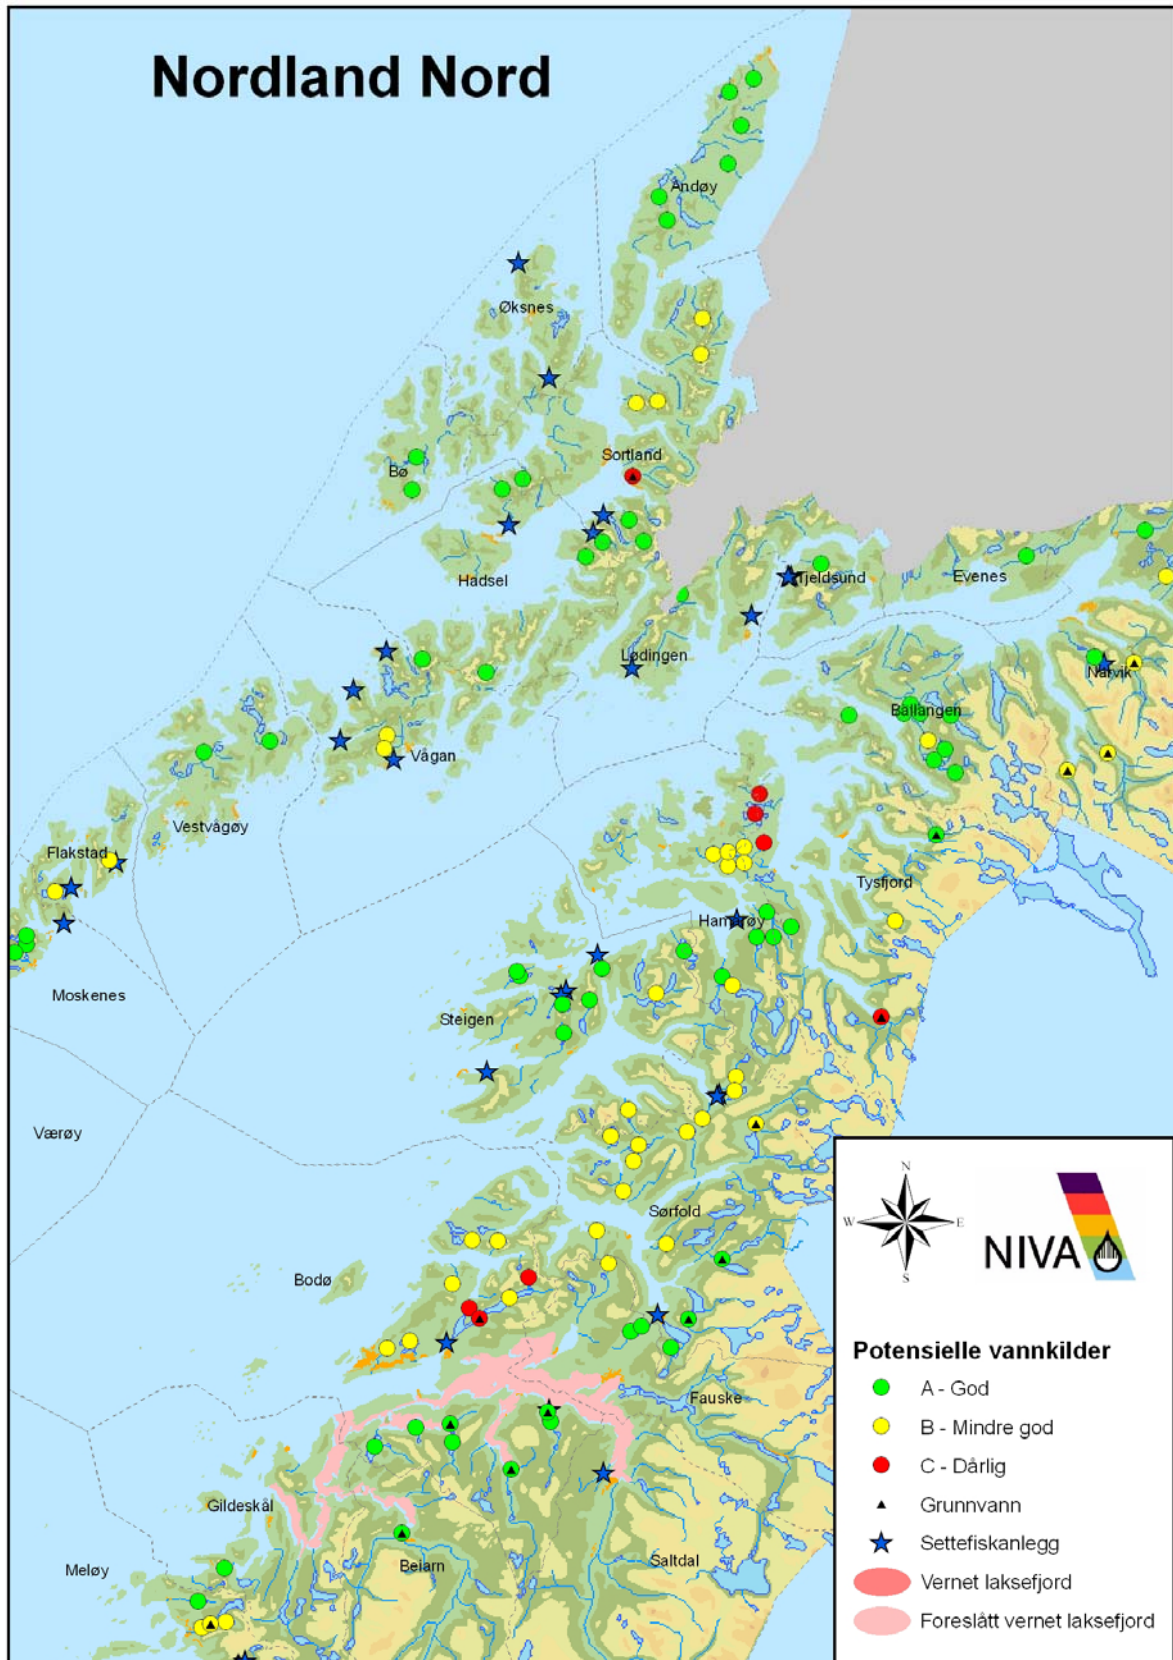 Nordland Nord
Andøy
Øksnes
Sortland
Bø
Hadsel
Tjeldsund
Evenes
Lødingen
Narvik
Ballangen
Vågan
Vestvågøy
Flakstad
Tysfjord
Hamarøy
Moskenes
Steigen
Værøy
Sørfold
Bodø
Fauske
Gildeskål
Meløy
Beiarn
Saltdal
N
W E
S
NIVA
Potensielle vannkilder
A - God
B - Mindre god
C - Dårlig
Grunnvann
Settefiskanlegg
Vernet laksefjord
Foreslått vernet laksefjord